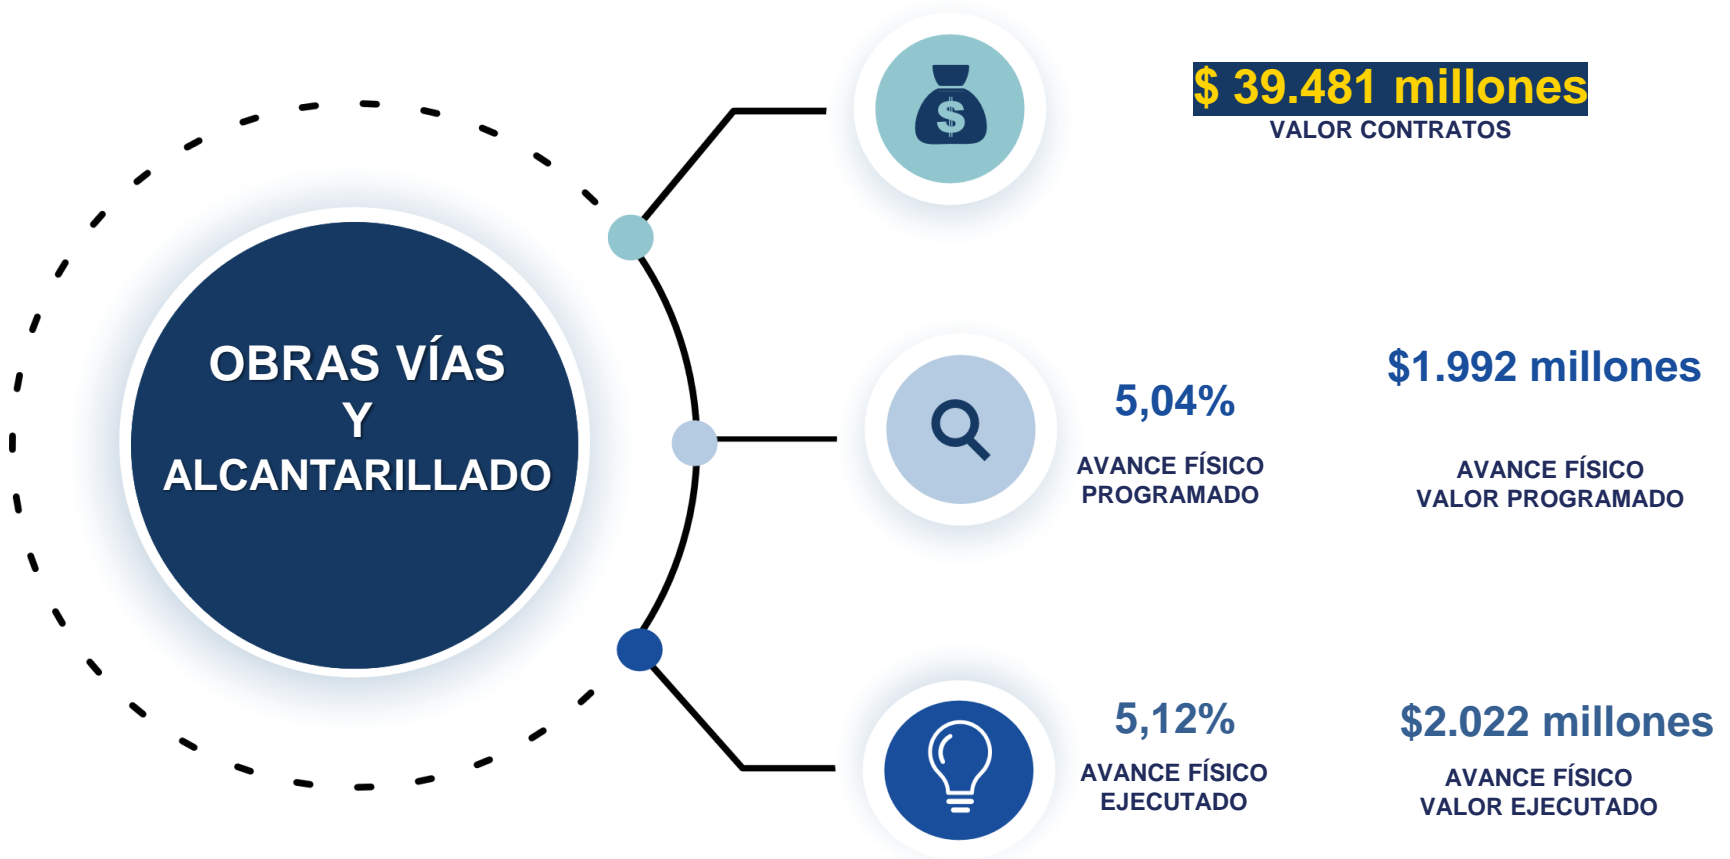 OBRAS VÍAS
Y
ALCANTARILLADO
$
$ 39.481 millones
VALOR CONTRATOS
5,04%
AVANCE FÍSICO
PROGRAMADO
$1.992 millones
AVANCE FÍSICO
VALOR PROGRAMADO
5,12%
AVANCE FÍSICO
EJECUTADO
$2.022 millones
AVANCE FÍSICO
VALOR EJECUTADO